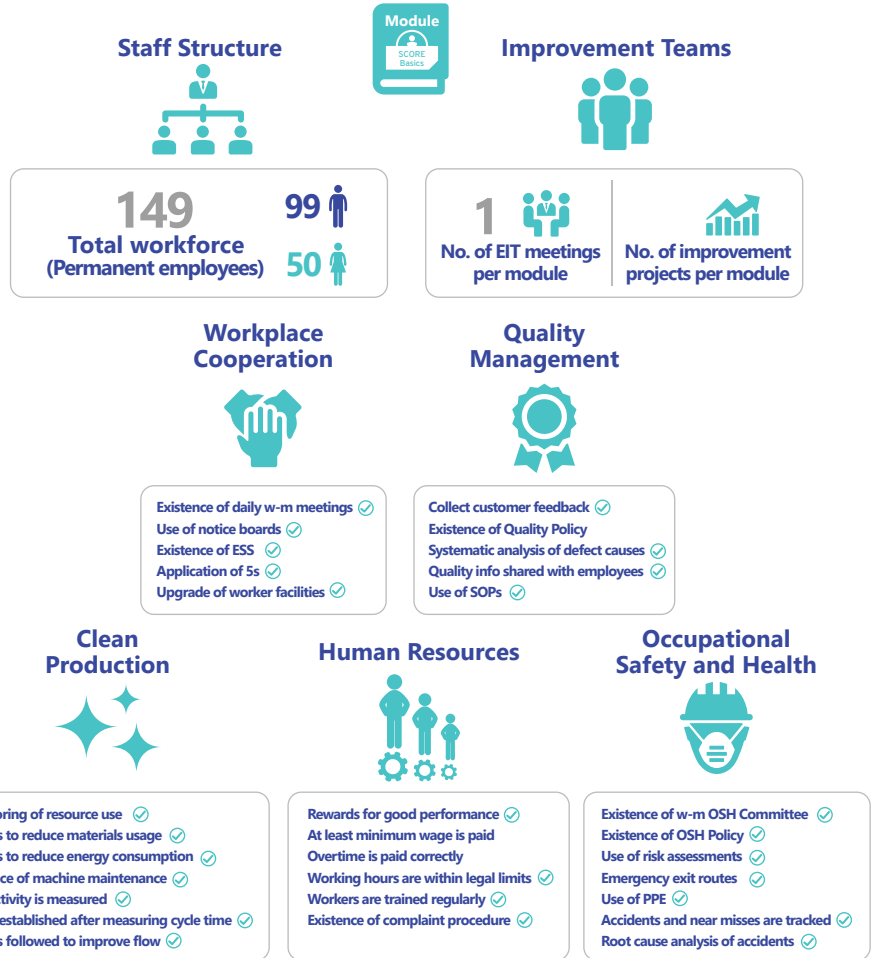 Module
SCORE
Basics
Staff Structure
Improvement Teams
149
99
Total workforce
(Permanent employees)
50
1
No. of EIT meetings
per module
No. of improvement
projects per module
Workplace
Cooperation
Quality
Management
Existence of daily w-m meetings
Use of notice boards
Existence of ESS
Application of 5s
Upgrade of worker facilities
Collect customer feedback
Existence of Quality Policy
Systematic analysis of defect causes
Quality info shared with employees
Use of SOPs
Clean
Production
Human Resources
Occupational
Safety and Health
of resource use
to reduce materials usage
to reduce energy consumption
of machine maintenance
is measured
established after measuring cycle time
followed to improve flow
Rewards for good performance
At least minimum wage is paid
Overtime is paid correctly
Working hours are within legal limits
Workers are trained regularly
Existence of complaint procedure
Existence of w-m OSH Committee
Existence of OSH Policy
Use of risk assessments
Emergency exit routes
Use of PPE
Accidents and near misses are tracked
Root cause analysis of accidents